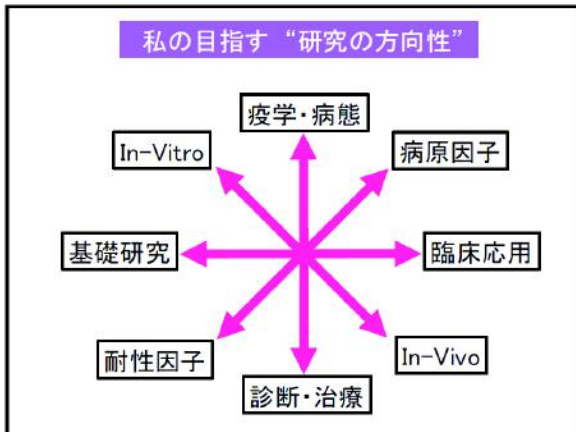 私の目指す “研究の方向性”
疫学・病態
In-Vitro
病原因子
基礎研究
臨床応用
耐性因子
In-Vivo
診断・治療